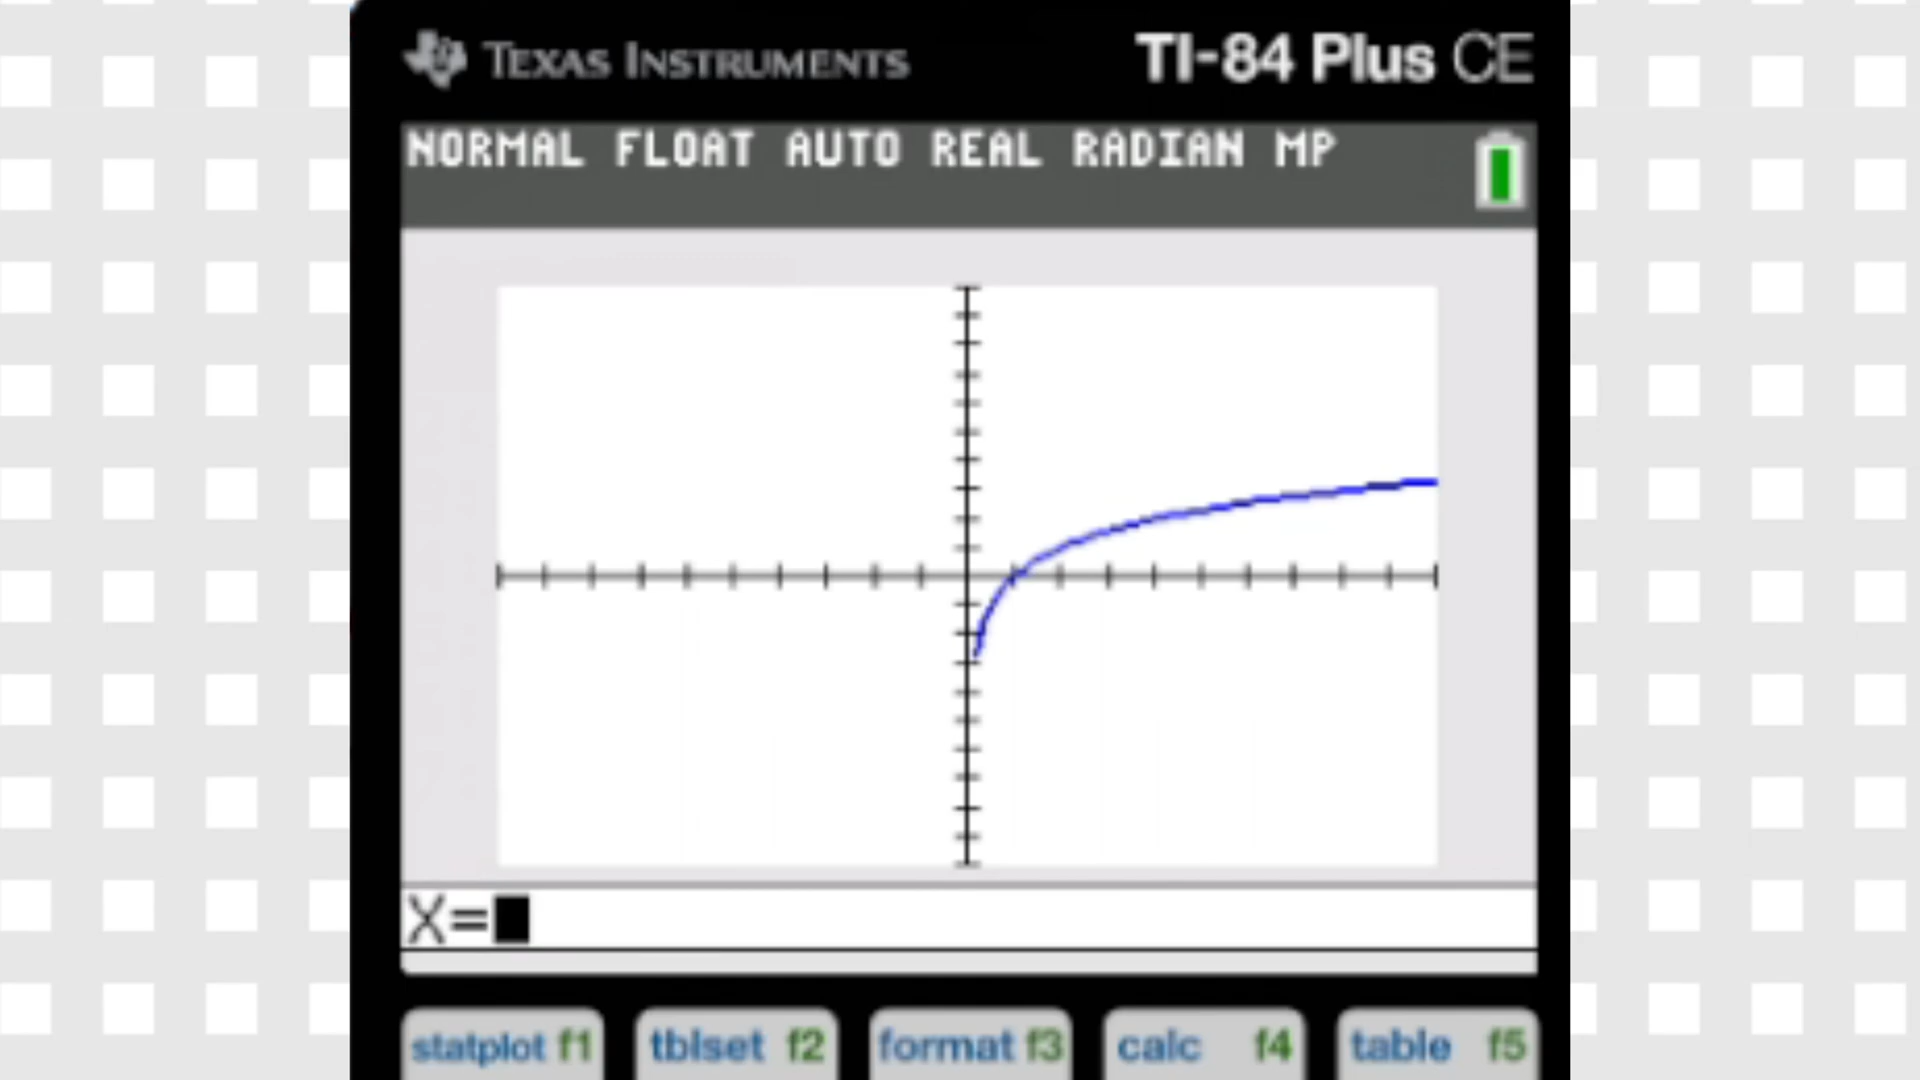 TEXAS INSTRUMENTS TI-84 Plus CE
NORMAL FLOAT AUTO REAL RADIAN MP
X=
statplot f1 tblset f2 format f3 calc f4 table f5